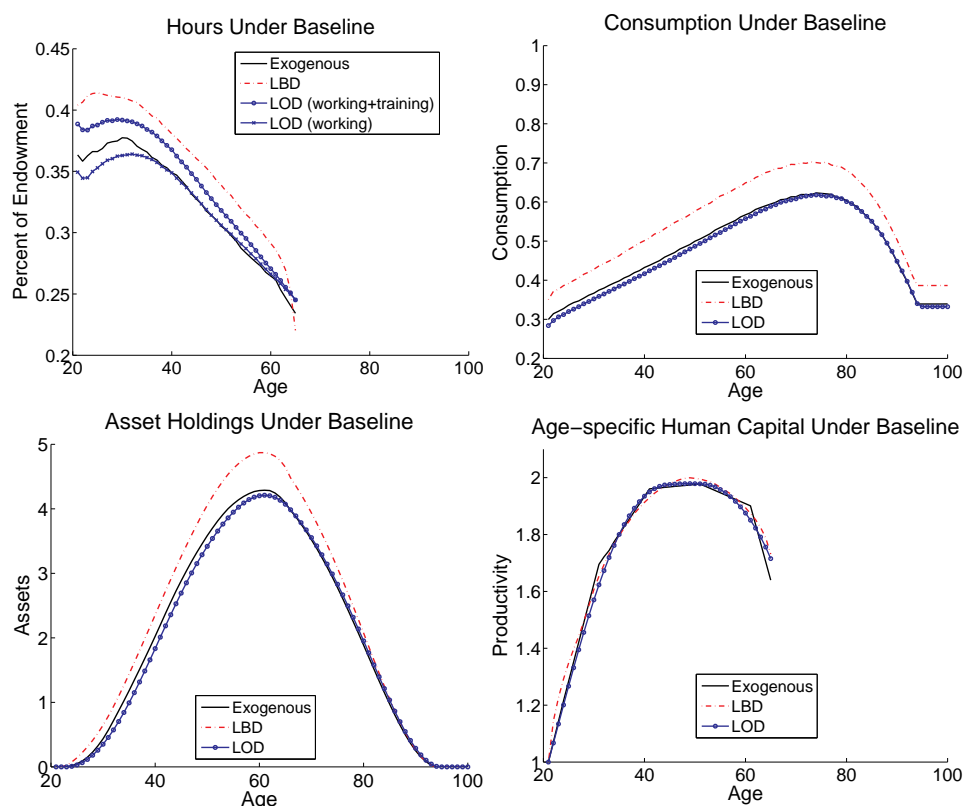 Hours Under Baseline
0.45
0.4
0.35
0.3
0.25
0.2
Percent of Endowment
Exogenous
LBD
LOD (working+training)
LOD (working)
20 40 60 80 100
Age
Consumption Under Baseline
1
0.9
0.8
0.7
0.6
0.5
0.4
0.3
0.2
Consumption
Exogenous
LBD
LOD
20 40 60 80 100
Age
Asset Holdings Under Baseline
5
4
3
2
1
0
Assets
Exogenous
LBD
LOD
20 40 60 80 100
Age
Age−specific Human Capital Under Baseline
2
1.8
1.6
1.4
1.2
1
Productivity
Exogenous
LBD
LOD
20 40 60 80 100
Age